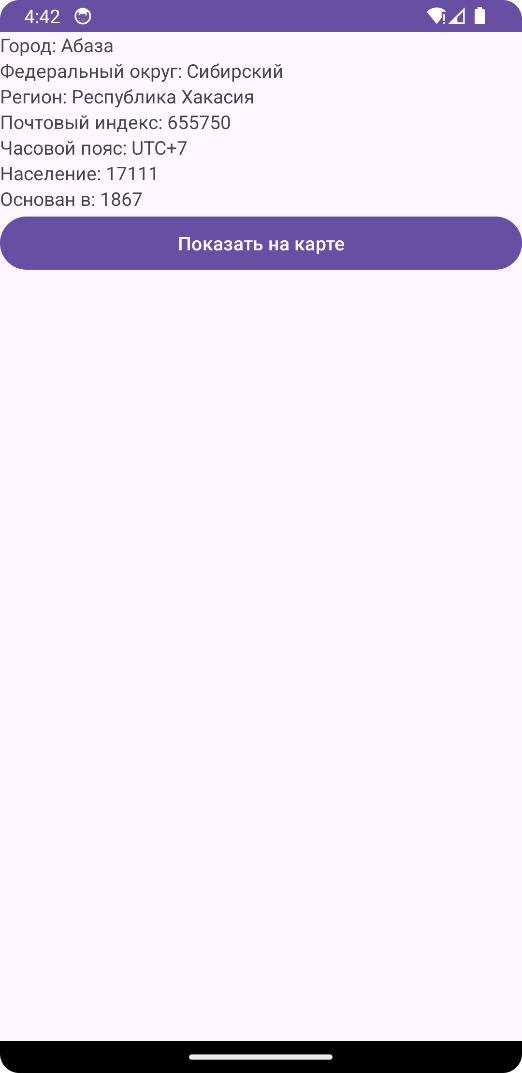 4:42
Город: Абаза
Федеральный округ: Сибирский
Регион: Республика Хакасия
Почтовый индекс: 655750
Часовой пояс: UTC+7
Население: 17111
Основан в: 1867
Показать на карте